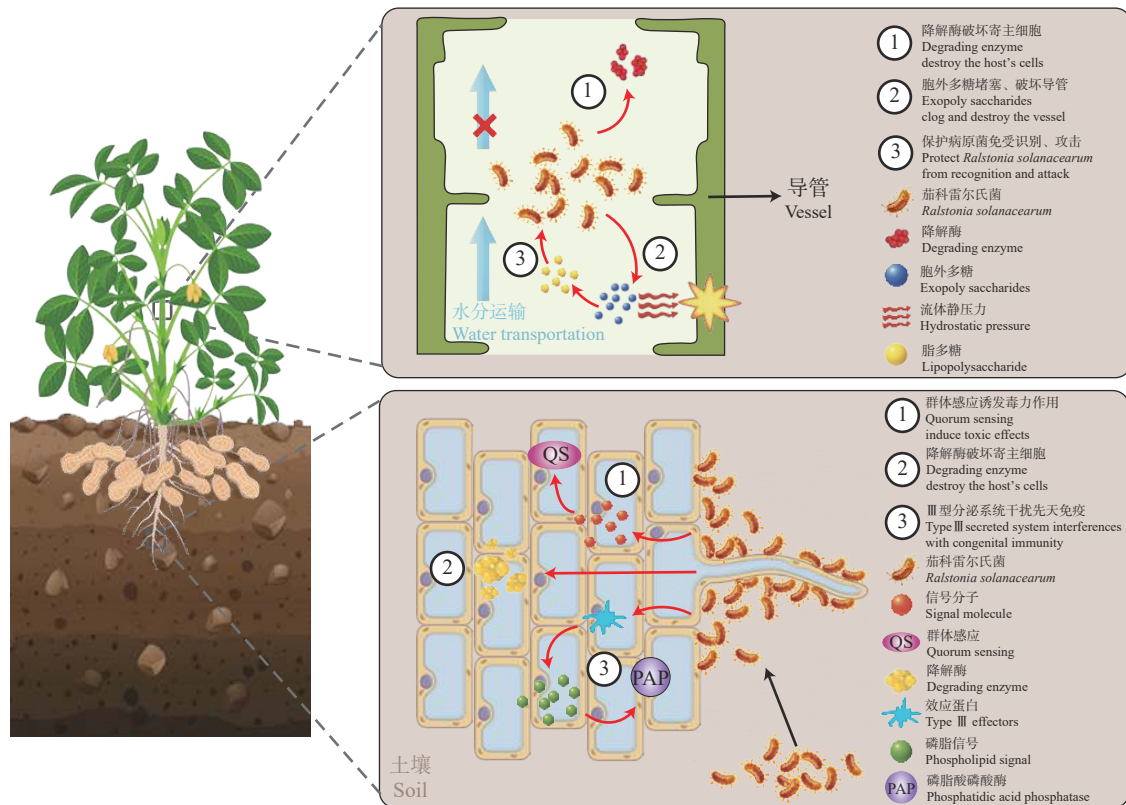 1
降解酶破坏寄主细胞
Degrading enzyme
destroy the host's cells
2
胞外多糖堵塞、破坏导管
Exopoly saccharides
clog and destroy the vessel
3
保护病原菌免受识别、攻击
Protect Ralstonia solanacearum
from recognition and attack
茄科雷尔氏菌
Ralstonia solanacearum
降解酶
Degrading enzyme
胞外多糖
Exopoly saccharides
流体静压力
Hydrostatic pressure
脂多糖
Lipopolysaccharide
1
2
3
导管
Vessel
水分运输
Water transportation
QS
1
2
3
PAP
土壤
Soil
1
群体感应诱发毒力作用
Quorum sensing
induce toxic effects
2
降解酶破坏寄主细胞
Degrading enzyme
destroy the host's cells
3
Ⅲ型分泌系统干扰先天免疫
Type Ⅲ secreted system interferences
with congenital immunity
茄科雷尔氏菌
Ralstonia solanacearum
信号分子
Signal molecule
QS
群体感应
Quorum sensing
降解酶
Degrading enzyme
效应蛋白
Type Ⅲ effectors
磷脂信号
Phospholipid signal
PAP
磷脂酸磷酸酶
Phosphatidic acid phosphatase